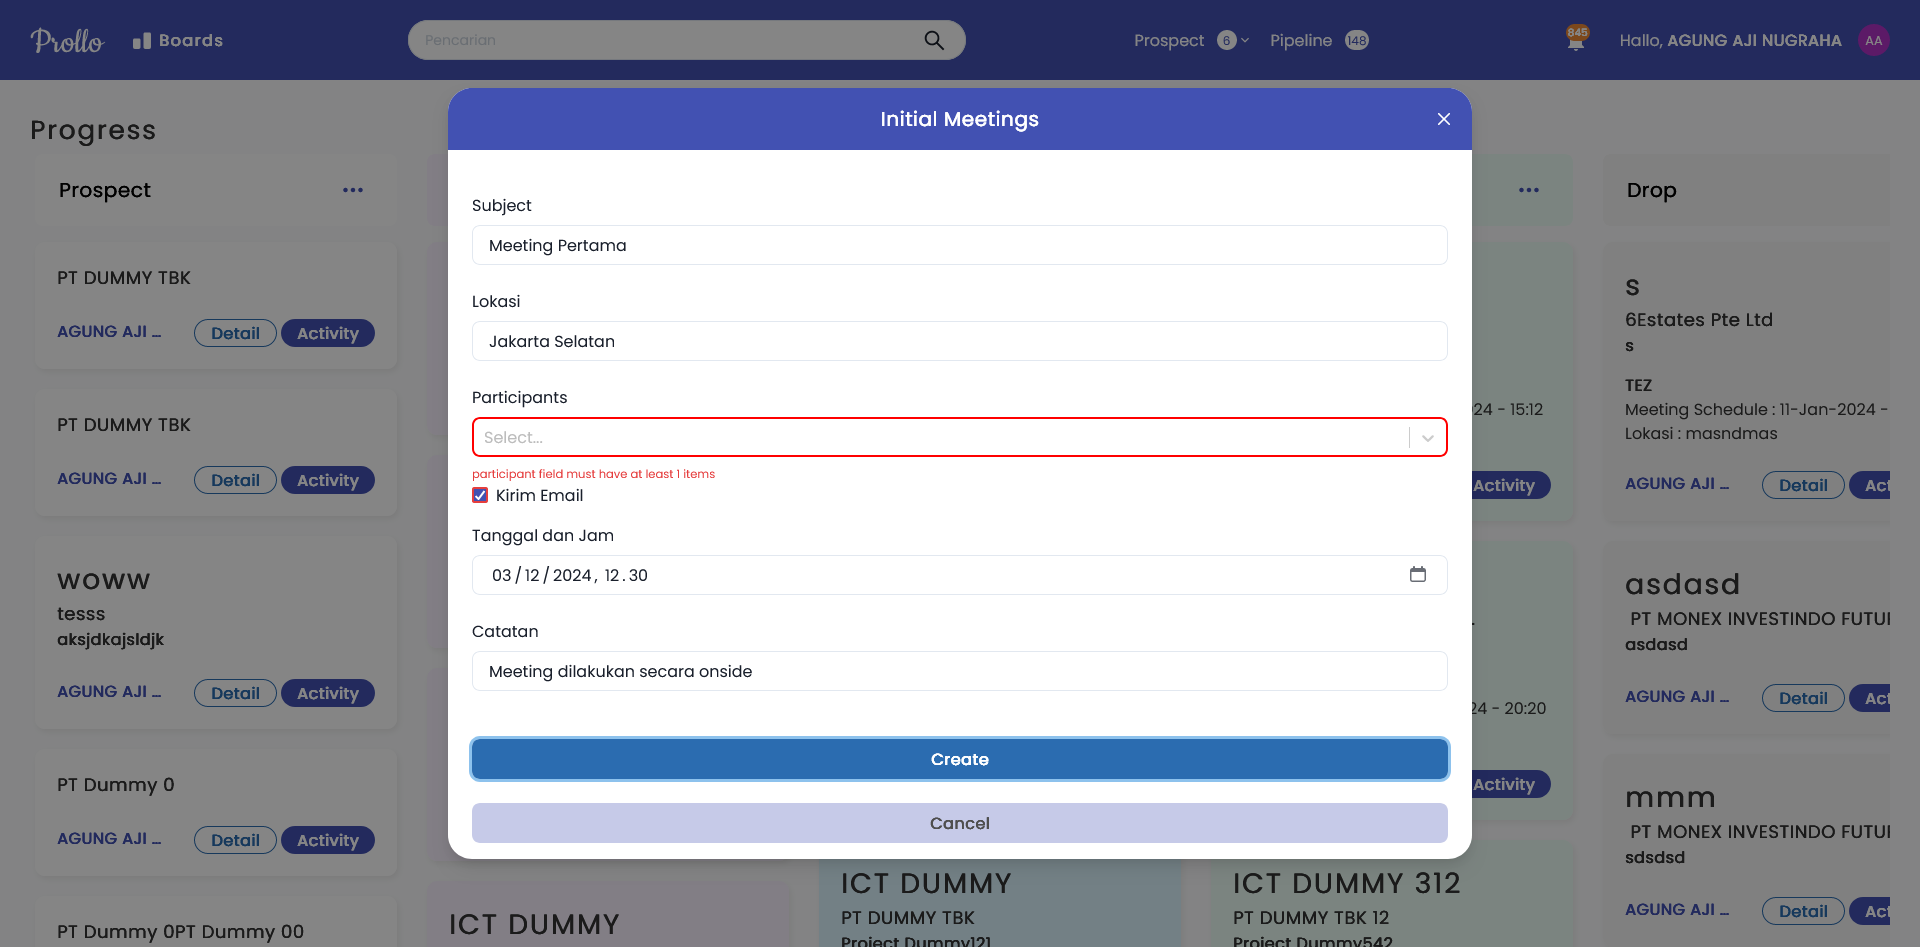 Prollo
Boards
Pencarian
Prospect 6
Pipeline 148
845
Hallo, AGUNG AJI NUGRAHA
AA
Progress
Initial Meetings
Subject
Meeting Pertama
Lokasi
Jakarta Selatan
Participants
Select...
participant field must have at least 1 items
Kirim Email
Tanggal dan Jam
03/12/2024, 12.30
Catatan
Meeting dilakukan secara onside
Create
Cancel
Prospect
PT DUMMY TBK
AGUNG AJI ...
Detail
Activity
PT DUMMY TBK
AGUNG AJI ...
Detail
Activity
WOWW
tesss
aksjdkajsldjk
AGUNG AJI ...
Detail
Activity
PT Dummy 0
AGUNG AJI ...
Detail
Activity
PT Dummy 0PT Dummy 00
ICT DUMMY
ICT DUMMY
PT DUMMY TBK
Project Dummy121
24 - 15:12
Activity
24 - 20:20
Activity
ICT DUMMY 312
PT DUMMY TBK 12
Project Dummy542
Drop
S
6Estates Pte Ltd
s
TEZ
Meeting Schedule : 11-Jan-2024 -
Lokasi : masndmas
AGUNG AJI ...
Detail
Act
asdasd
PT MONEX INVESTINDO FUTU
asdasd
AGUNG AJI ...
Detail
Act
mmm
PT MONEX INVESTINDO FUTU
sdsdsd
AGUNG AJI ...
Detail
Act